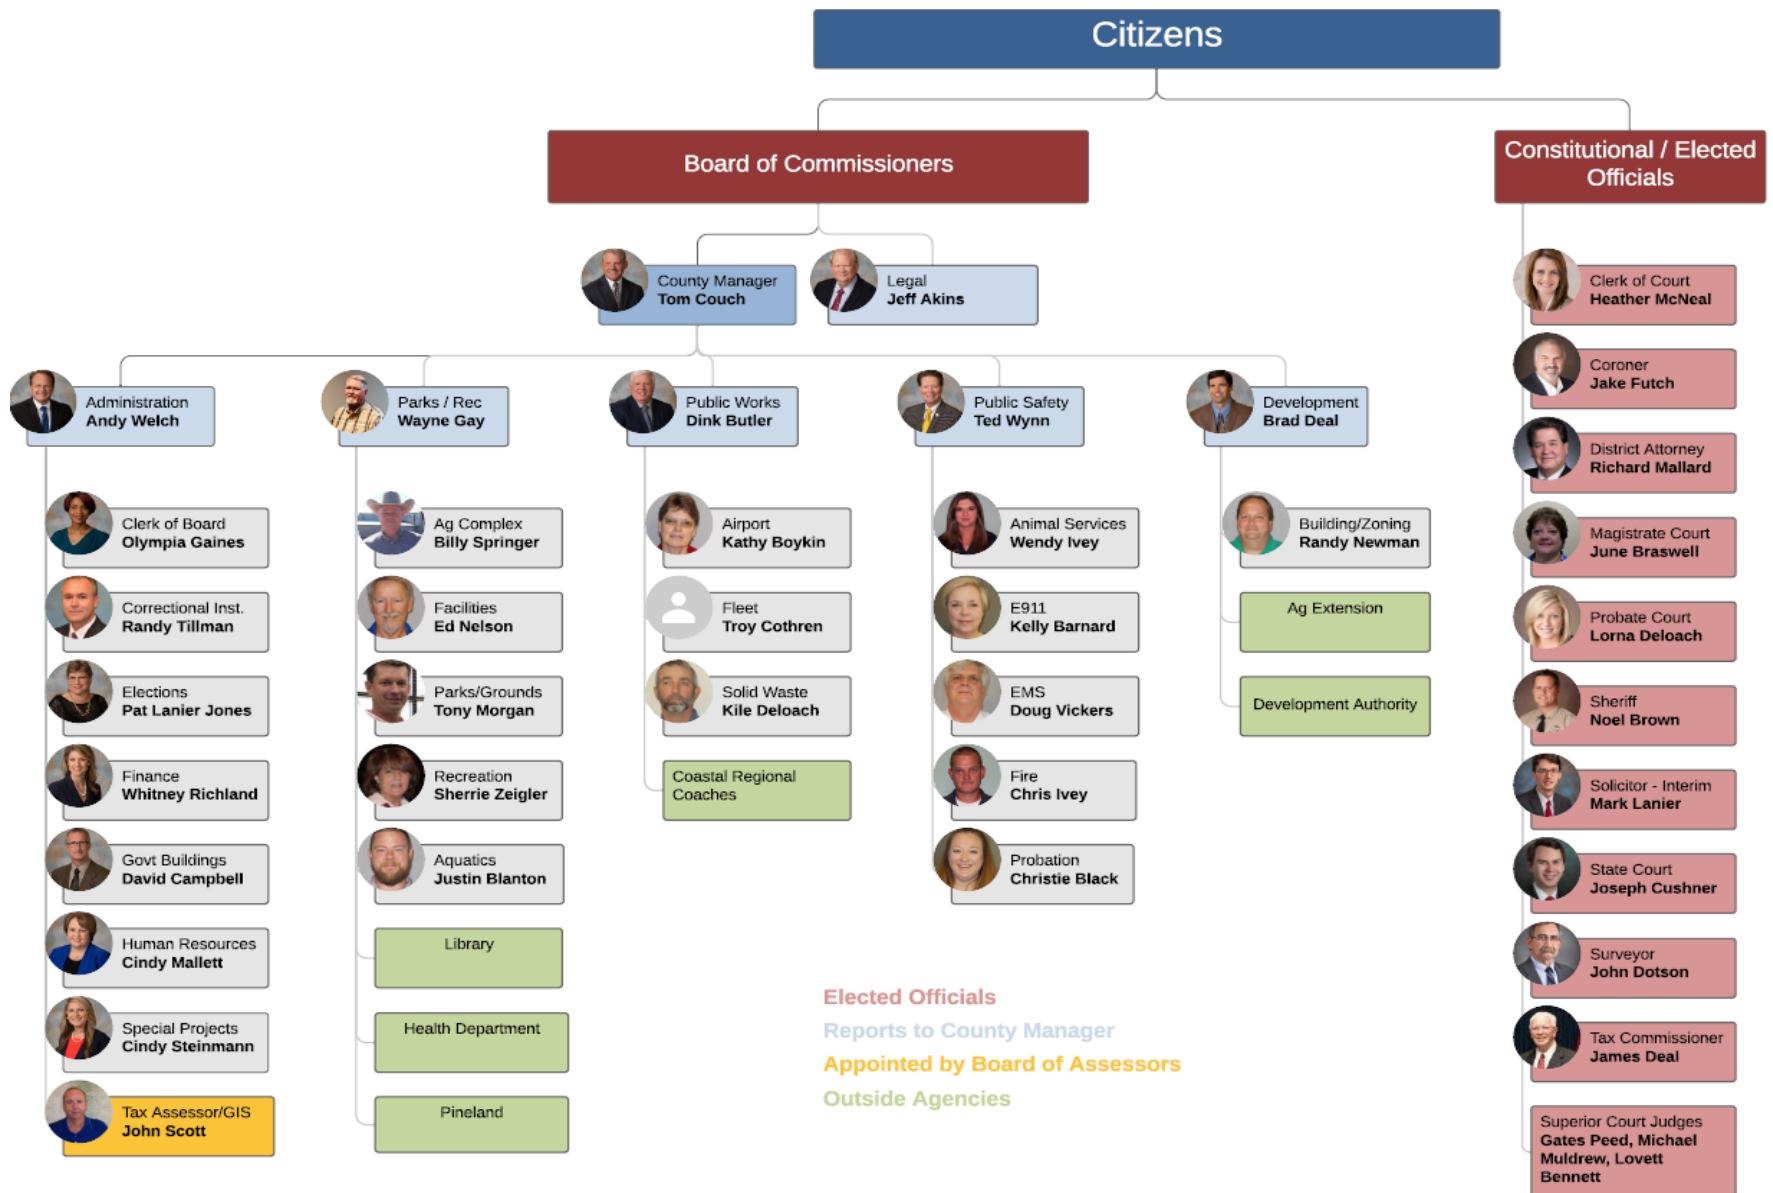 Citizens
Board of Commissioners
Constitutional / Elected
Officials
County Manager
Tom Couch
Legal
Jeff Akins
Administration
Andy Welch
Clerk of Board
Olympia Gaines
Correctional Inst.
Randy Tillman
Elections
Pat Lanier Jones
Finance
Whitney Richland
Govt Buildings
David Campbell
Human Resources
Cindy Mallett
Special Projects
Cindy Steinmann
Tax Assessor/GIS
John Scott
Parks / Rec
Wayne Gay
Ag Complex
Billy Springer
Facilities
Ed Nelson
Parks/Grounds
Tony Morgan
Recreation
Sherrie Zeigler
Aquatics
Justin Blanton
Library
Health Department
Pineland
Public Works
Dink Butler
Airport
Kathy Boykin
Fleet
Troy Cothren
Solid Waste
Kile Deloach
Coastal Regional
Coaches
Public Safety
Ted Wynn
Animal Services
Wendy Ivey
E911
Kelly Barnard
EMS
Doug Vickers
Fire
Chris Ivey
Probation
Christie Black
Development
Brad Deal
Building/Zoning
Randy Newman
Ag Extension
Development Authority
Clerk of Court
Heather McNeal
Coroner
Jake Futch
District Attorney
Richard Mallard
Magistrate Court
June Braswell
Probate Court
Lorna Deloach
Sheriff
Noel Brown
Solicitor - Interim
Mark Lanier
State Court
Joseph Cushner
Surveyor
John Dotson
Tax Commissioner
James Deal
Superior Court Judges
Gates Peed, Michael
Muldrew, Lovett
Bennett
Elected Officials
Reports to County Manager
Appointed by Board of Assessors
Outside Agencies